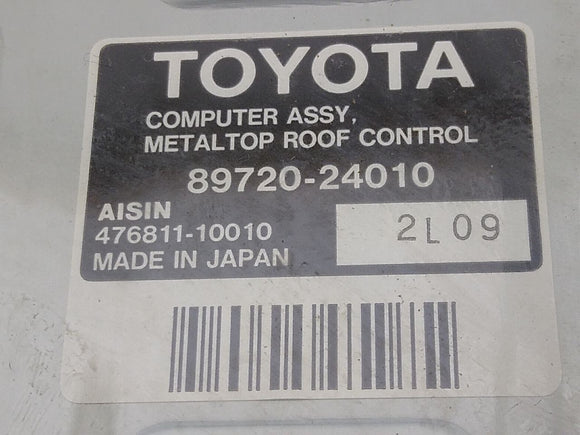 TOYOTA
COMPUTER ASSY,
METALTOP ROOF CONTROL
89720-24010
AISIN
476811-10010
MADE IN JAPAN
2L09